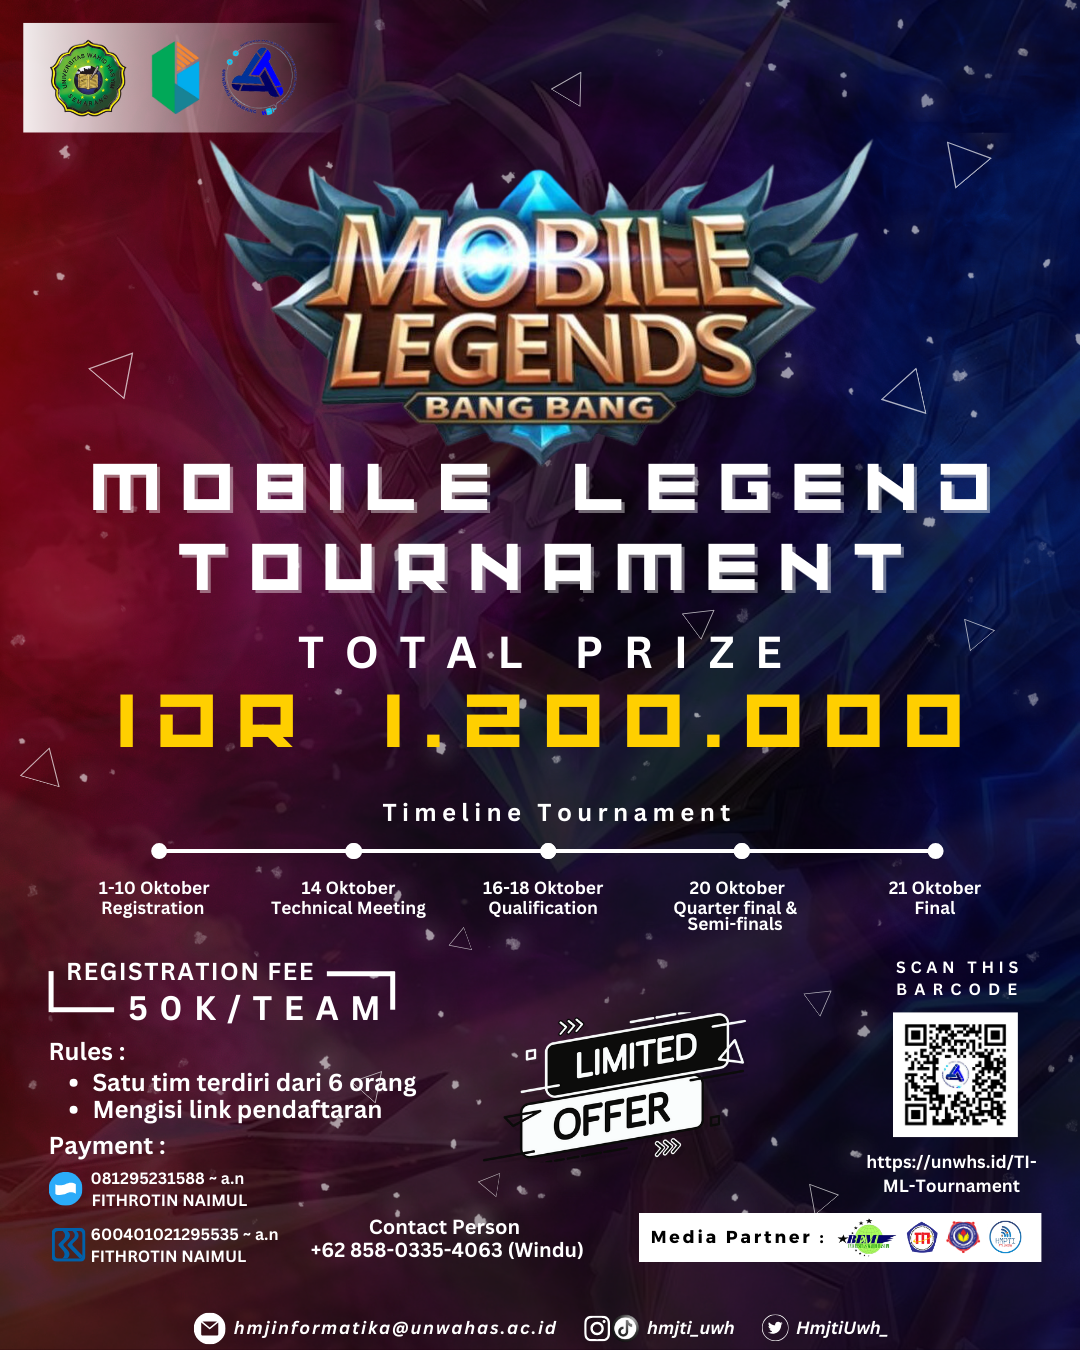 MOBILE
LEGENDS
BANG BANG
MOBILE LEGEND
TOURNAMENT
TOTAL PRIZE
IDR 1.200.000
Timeline Tournament
1-10 Oktober
Registration
14 Oktober
Technical Meeting
16-18 Oktober
Qualification
20 Oktober
Quarter final &
Semi-finals
21 Oktober
Final
REGISTRATION FEE
50K/TEAM
Rules :
• Satu tim terdiri dari 6 orang
• Mengisi link pendaftaran
Payment :
081295231588 ~ a.n
FITHROTIN NAIMUL
600401021295535 ~ a.n
FITHROTIN NAIMUL
LIMITED
OFFER
SCAN THIS
BARCODE
https://unwhs.id/TI-
ML-Tournament
Contact Person
+62 858-0335-4063 (Windu)
Media Partner :
hmjinformatika@unwahas.ac.id
hmjti_uwh
HmjtiUwh_